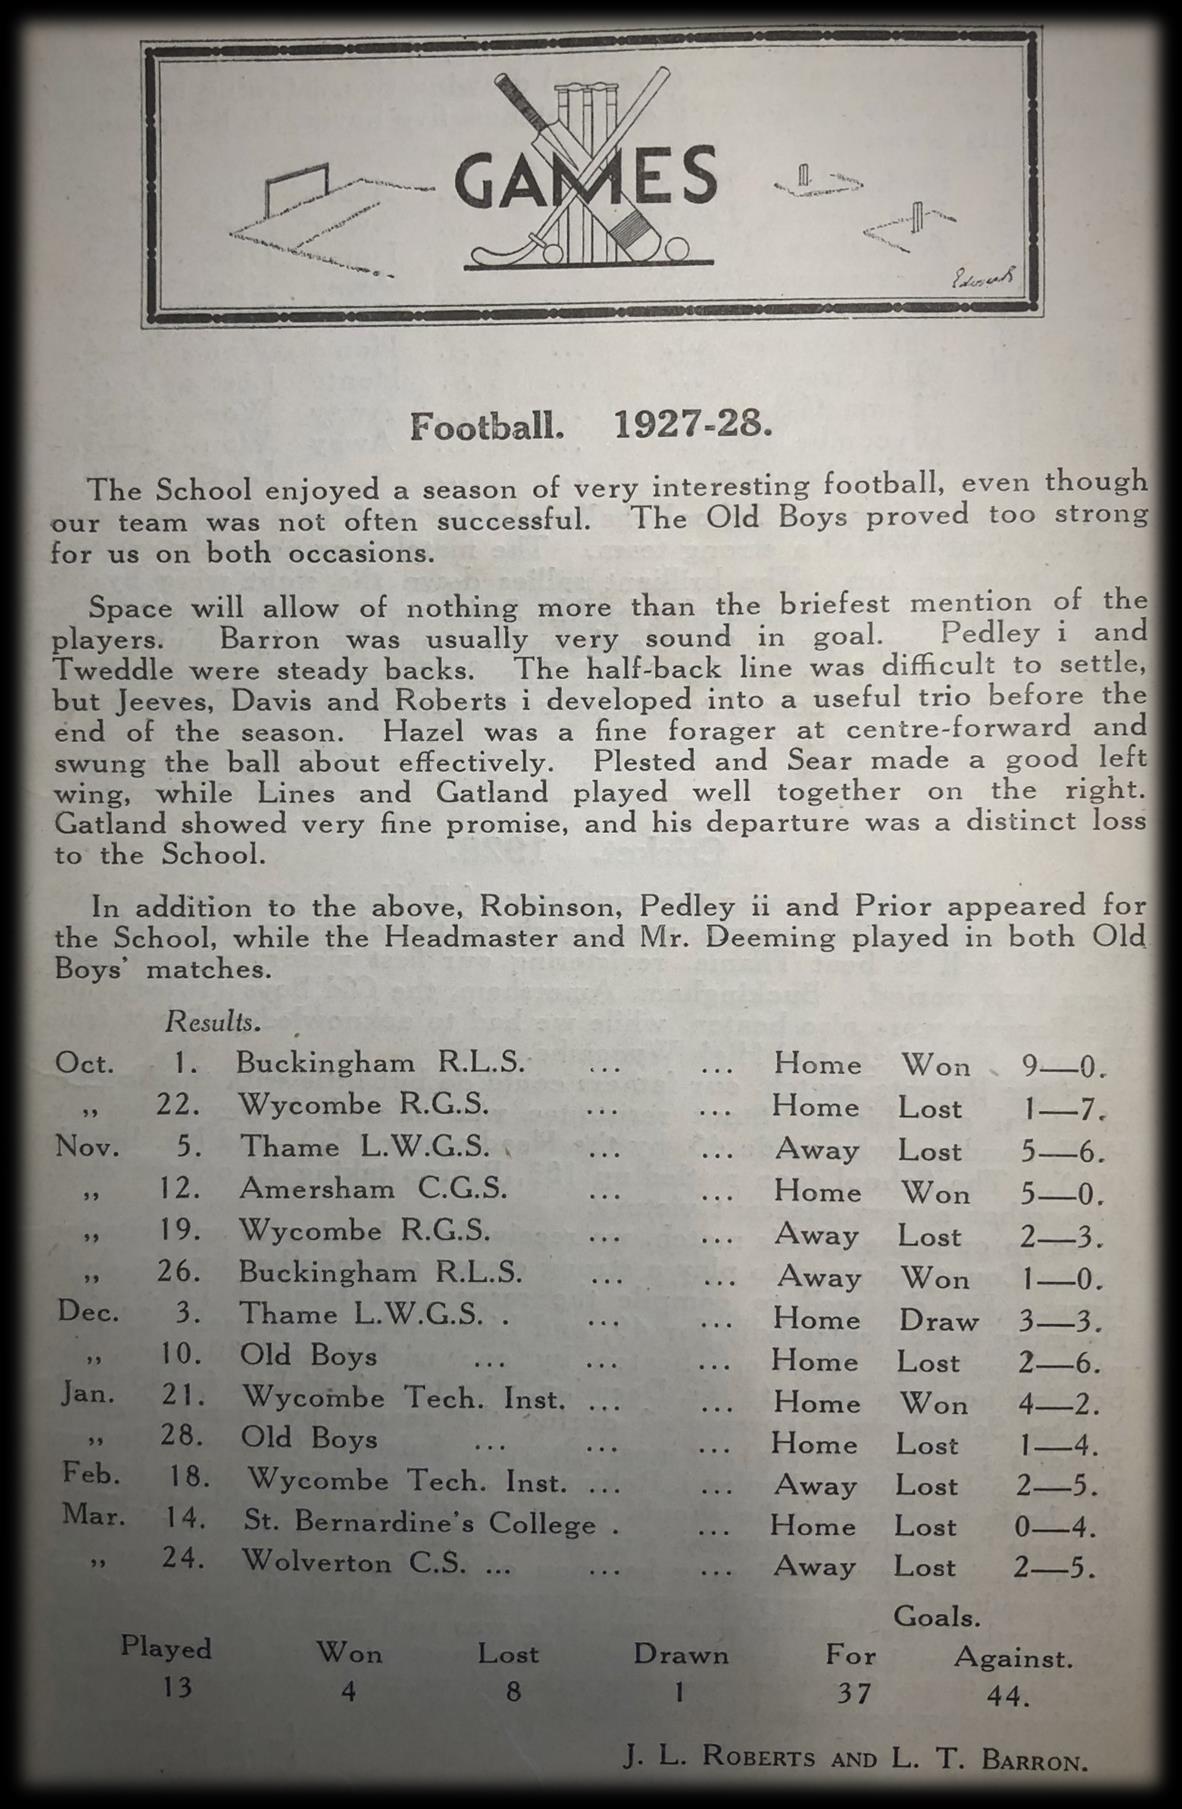 GAMES
Edwards
Football. 1927-28.
The School enjoyed a season of very interesting football, even though
our team was not often successful. The Old Boys proved too strong
for us on both occasions.
Space will allow of nothing more than the briefest mention of the
players. Barron was usually very sound in goal. Pedley i and
Tweddle were steady backs. The half-back line was difficult to settle,
but Jeeves, Davis and Roberts i developed into a useful trio before the
end of the season. Hazel was a fine forager at centre-forward and
swung the ball about effectively. Plested and Sear made a good left
wing, while Lines and Gatland played well together on the right.
Gatland showed very fine promise, and his departure was a distinct loss
to the School.
In addition to the above, Robinson, Pedley ii and Prior appeared for
the School, while the Headmaster and Mr. Deeming played in both Old
Boys' matches.
Results.
Oct. 1. Buckingham R.L.S. ... ... Home Won 9—0.
,, 22. Wycombe R.G.S. ... ... Home Lost 1—7.
Nov. 5. Thame L.W.G.S. ... ... Away Lost 5—6.
,, 12. Amersham C.G.S. ... ... Home Won 5—0.
,, 19. Wycombe R.G.S. ... ... Away Lost 2—3.
,, 26. Buckingham R.L.S. ... ... Away Won 1—0.
Dec. 3. Thame L.W.G.S. . ... ... Home Draw 3—3.
,, 10. Old Boys ... ... ... Home Lost 2—6.
Jan. 21. Wycombe Tech. Inst. ... ... Home Won 4—2.
,, 28. Old Boys ... ... ... Home Lost 1—4.
Feb. 18. Wycombe Tech. Inst. ... ... Away Lost 2—5.
Mar. 14. St. Bernardine's College . ... Home Lost 0—4.
,, 24. Wolverton C.S. ... ... ... Away Lost 2—5.
Goals.
Played Won Lost Drawn For Against.
13 4 8 1 37 44.
J. L. ROBERTS AND L. T. BARRON.